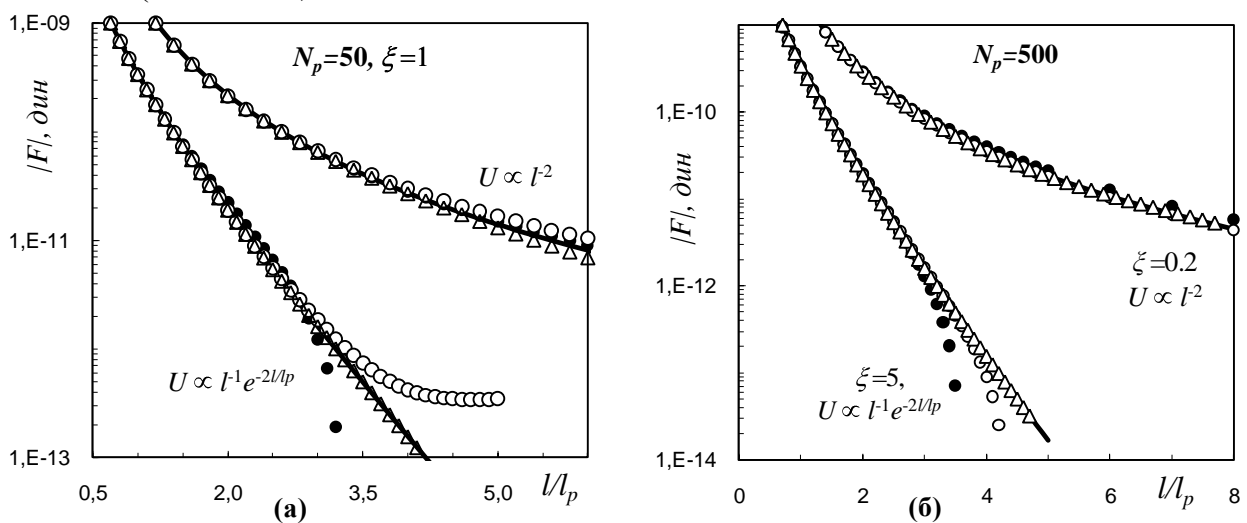 1,E-09
1,E-11
1,E-13
|F|, дин
N_p=50, ξ=1
U ∝ l^-2
U ∝ l^-1 e^-2l/lp
0,5 2,0 3,5 5,0 l/l_p
(а)
1,E-10
1,E-12
1,E-14
|F|, дин
N_p=500
ξ=0.2
U ∝ l^-2
ξ=5,
U ∝ l^-1 e^-2l/lp
0 2 4 6 8
l/l_p
(б)